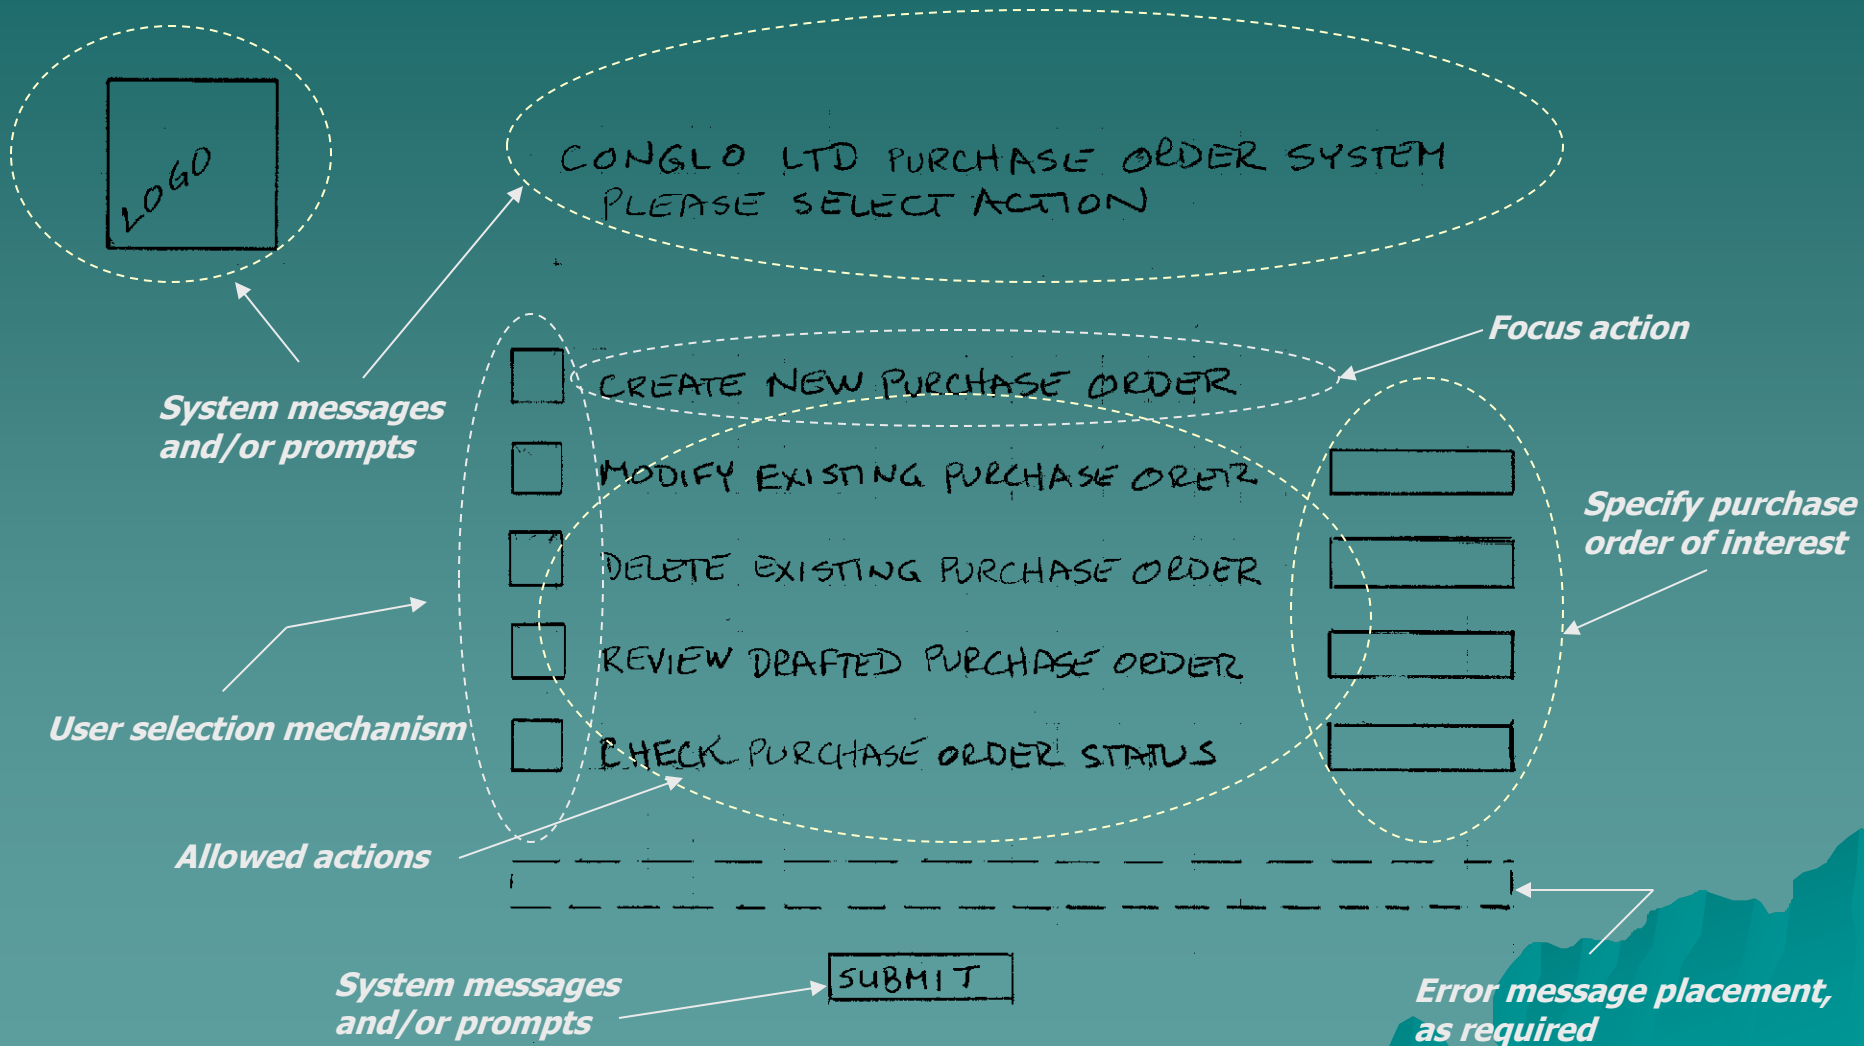 LOGO
CONGLO LTD PURCHASE ORDER SYSTEM
PLEASE SELECT ACTION
Focus action
CREATE NEW PURCHASE ORDER
System messages
and/or prompts
MODIFY EXISTING PURCHASE ORER
Specify purchase
order of interest
DELETE EXISTING PURCHASE ORDER
REVIEW DRAFTED PURCHASE ORDER
User selection mechanism
CHECK PURCHASE ORDER STATUS
Allowed actions
SUBMIT
System messages
and/or prompts
Error message placement,
as required